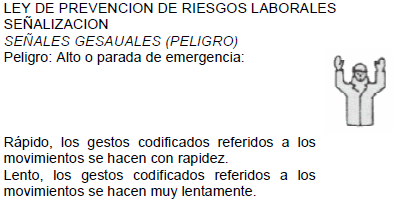 LEY DE PREVENCION DE RIESGOS LABORALES
SEÑALIZACION
SEÑALES GESAUALES (PELIGRO)
Peligro: Alto o parada de emergencia:
Rápido, los gestos codificados referidos a los
movimientos se hacen con rapidez.
Lento, los gestos codificados referidos a los
movimientos se hacen muy lentamente.